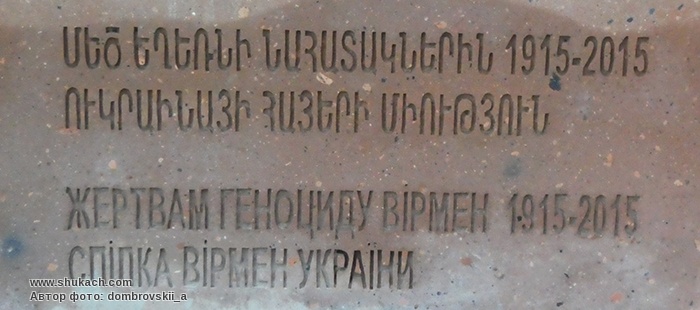 ՄԵԾ ԵՂԵՌՆԻ ՆԱՀԱՏԱԿՆԵՐԻՆ 1915-2015
ՈՒԿՐԱԻՆԱՅԻ ՀԱՅԵՐԻ ՄԻՈՒԹՅՈՒՆ
ЖЕРТВАМ ГЕНОЦИДУ ВІРМЕН 1915-2015
СПІЛКА ВІРМЕН УКРАЇНИ
www.shukach.com
Автор фото: dombrovskii_a